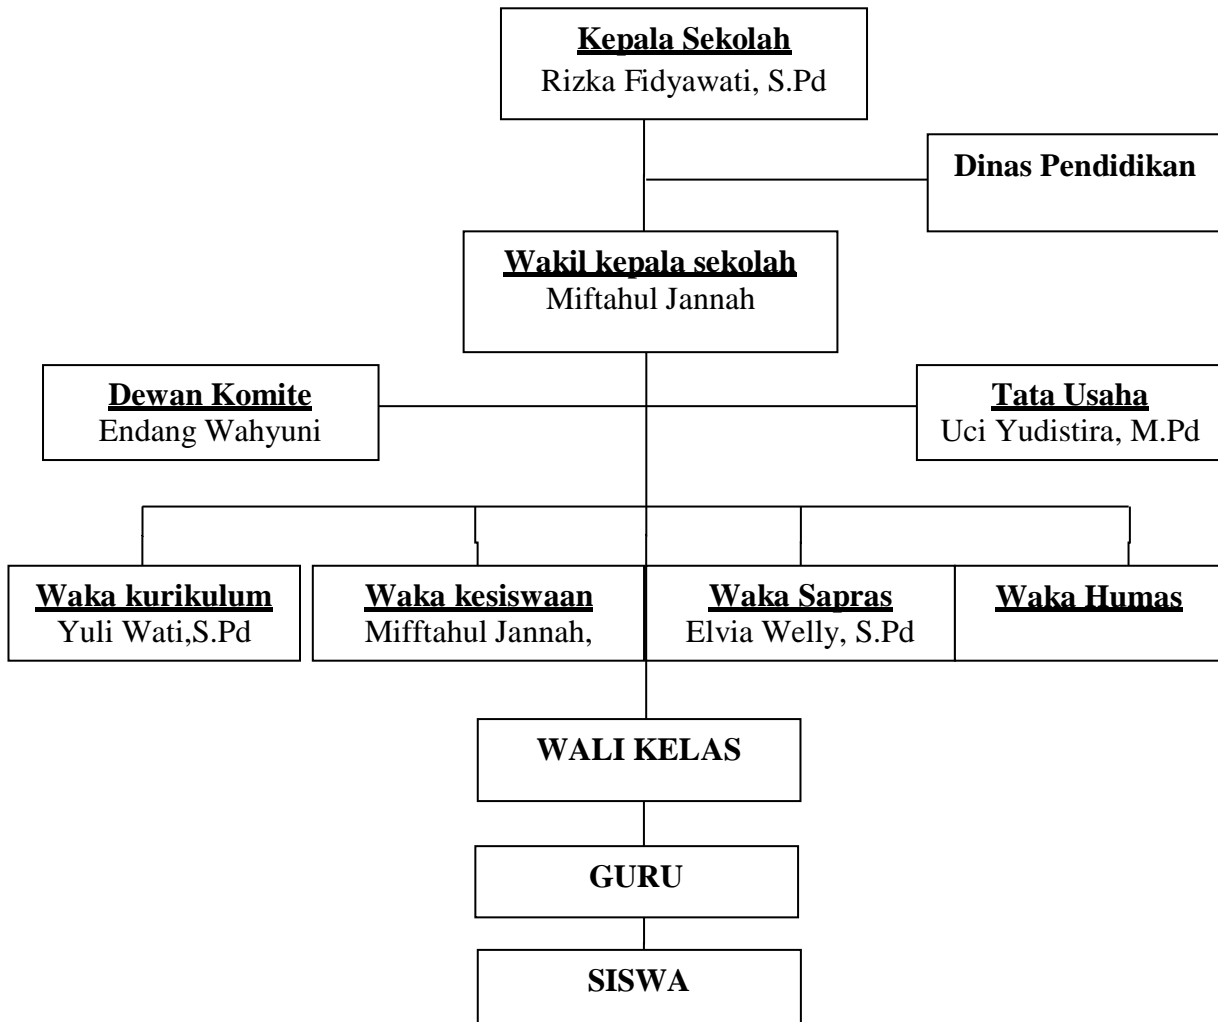 Kepala Sekolah
Rizka Fidyawati, S.Pd
Dinas Pendidikan
Wakil kepala sekolah
Miftahul Jannah
Dewan Komite
Endang Wahyuni
Tata Usaha
Uci Yudistira, M.Pd
Waka kurikulum
Yuli Wati,S.Pd
Waka kesiswaan
Mifftahul Jannah,
Waka Sapras
Elvia Welly, S.Pd
Waka Humas
WALI KELAS
GURU
SISWA